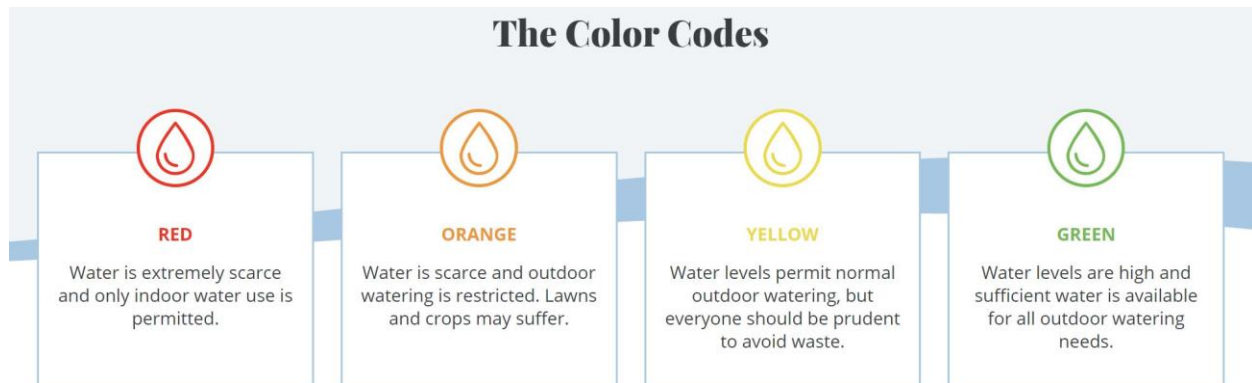 The Color Codes
RED
Water is extremely scarce
and only indoor water use is
permitted.
ORANGE
Water is scarce and outdoor
watering is restricted. Lawns
and crops may suffer.
YELLOW
Water levels permit normal
outdoor watering, but
everyone should be prudent
to avoid waste.
GREEN
Water levels are high and
sufficient water is available
for all outdoor watering
needs.